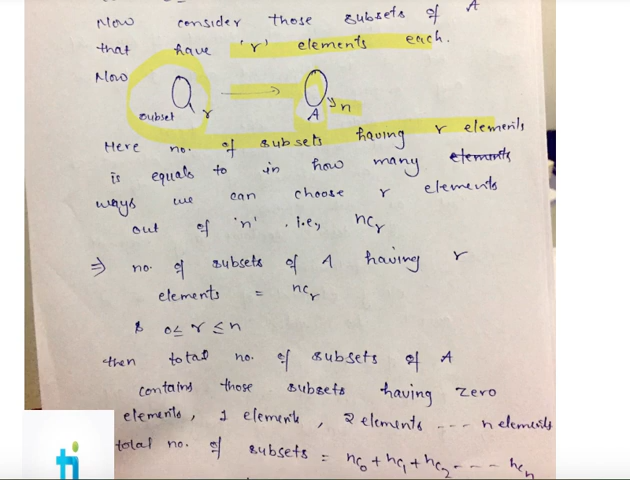 Now consider those subsets of A
that have 'r' elements each.
Now
subset r A n
Here no. of subsets having r elements
is equals to in how many elements
ways we can choose r elements
out of 'n'. i.e, ncr
⇒ no. of subsets of A having r
elements = ncr
& 0≤ r ≤ n
then total no. of subsets of A
contains those subsets having zero
elements, 1 element, 2 elements ---- n elements
total no. of subsets = nc0 + nc1 + nc2 ---- ncn